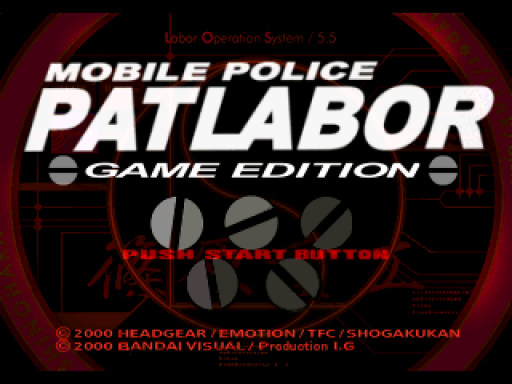 Labor Operation System / 5.5
MOBILE POLICE
PATLABOR
GAME EDITION
PUSH START BUTTON
© 2000 HEADGEAR / EMOTION / TFC / SHOGAKUKAN
© 2000 BANDAI VISUAL / Production I.G